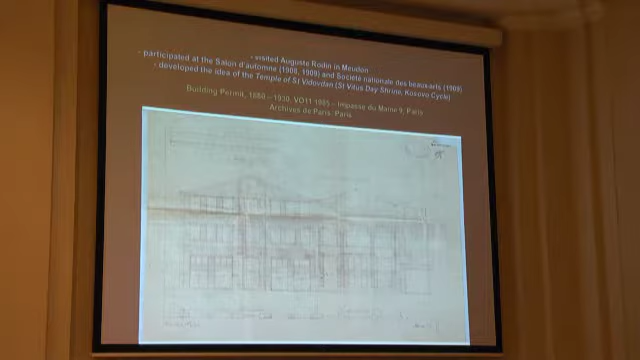 - visited Auguste Rodin in Meudon
- participated at the Salon d'automne (1908, 1909) and Société nationale des beaux-arts (1909)
- developed the idea of the Temple of St Vidovdan (St Vitus Day Shrine, Kosovo Cycle)
Building Permit, 1880 – 1930, VO11 1985 – Impasse du Maine 9, Paris
Archives de Paris, Paris